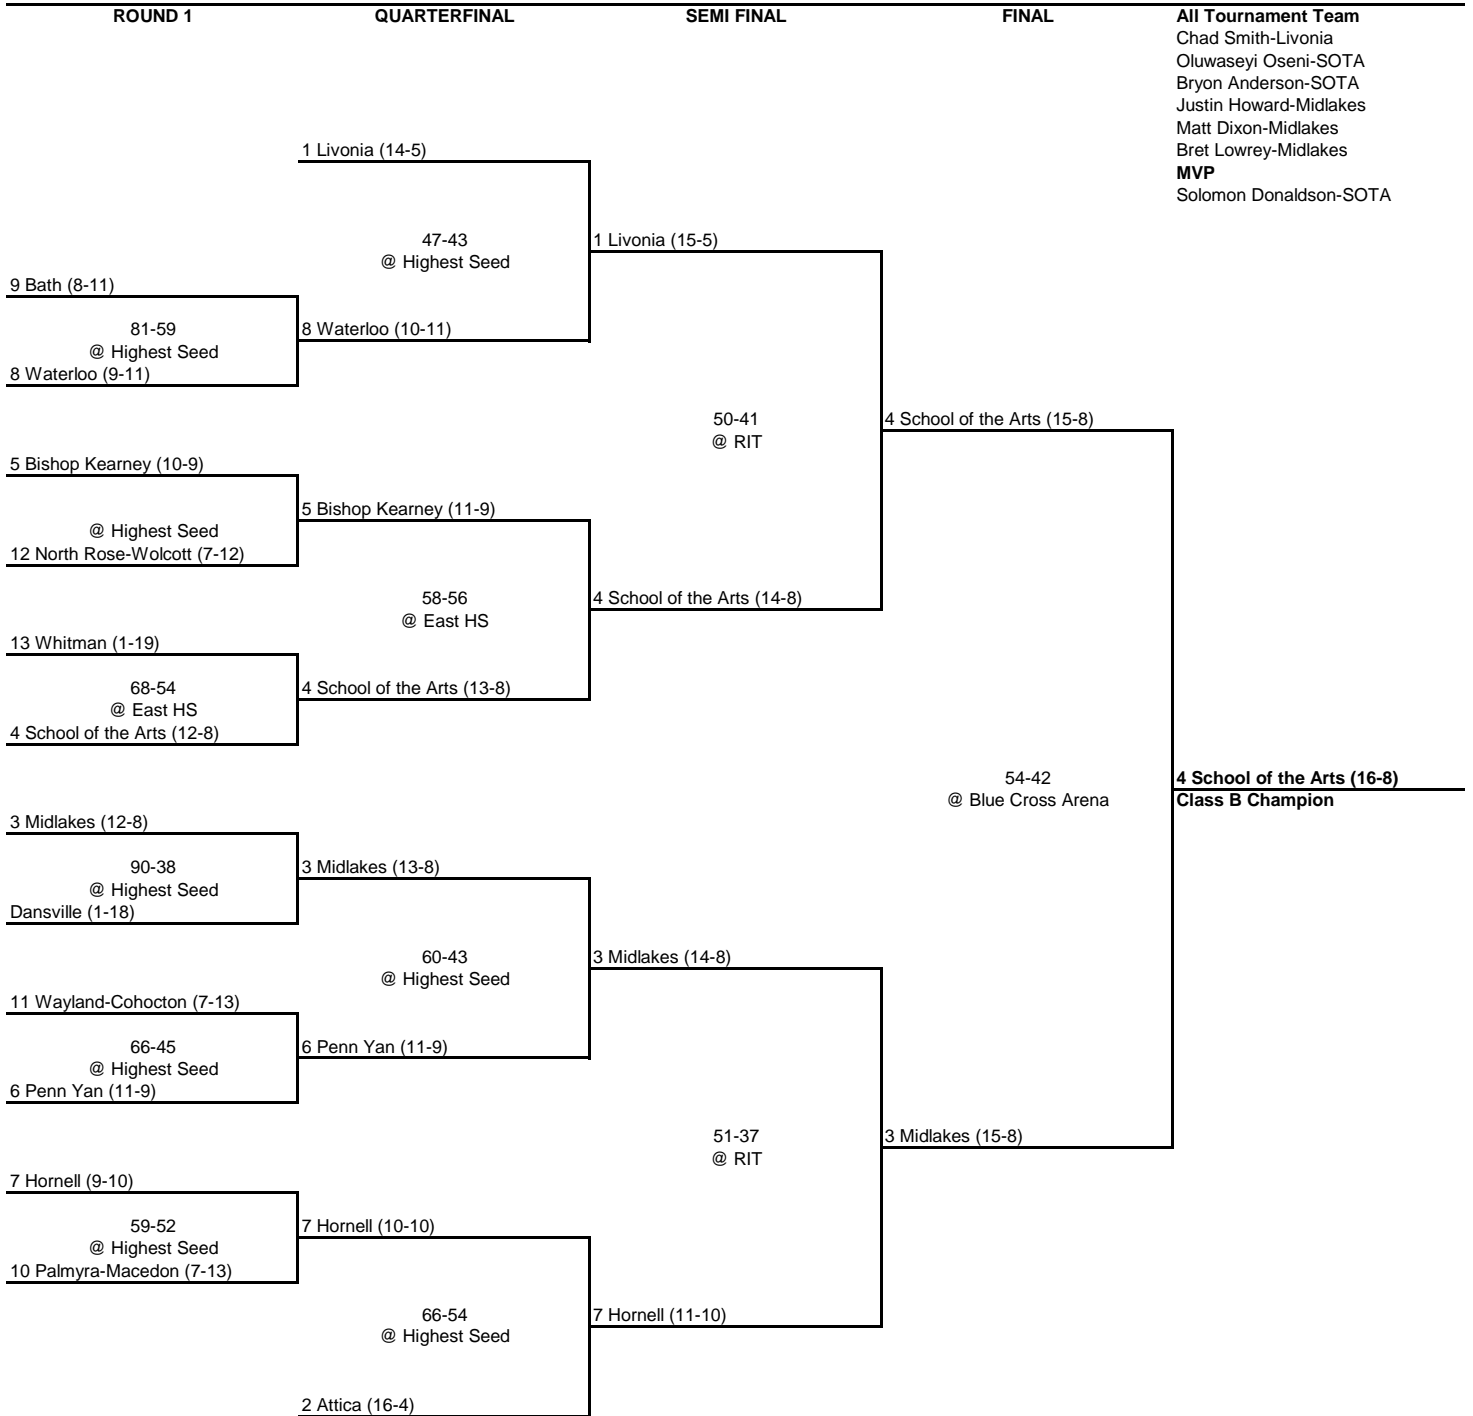 ROUND 1 QUARTERFINAL SEMI FINAL FINAL All Tournament Team
Chad Smith-Livonia
Oluwaseyi Oseni-SOTA
Bryon Anderson-SOTA
Justin Howard-Midlakes
Matt Dixon-Midlakes
1 Livonia (14-5) Bret Lowrey-Midlakes
MVP
Solomon Donaldson-SOTA
47-43 1 Livonia (15-5)
@ Highest Seed
9 Bath (8-11)
81-59 8 Waterloo (10-11)
@ Highest Seed
8 Waterloo (9-11)
50-41 4 School of the Arts (15-8)
@ RIT
5 Bishop Kearney (10-9)
5 Bishop Kearney (11-9)
@ Highest Seed
12 North Rose-Wolcott (7-12)
58-56 4 School of the Arts (14-8)
@ East HS
13 Whitman (1-19)
68-54 4 School of the Arts (13-8)
@ East HS
4 School of the Arts (12-8)
54-42 4 School of the Arts (16-8)
@ Blue Cross Arena Class B Champion
3 Midlakes (12-8)
90-38 3 Midlakes (13-8)
@ Highest Seed
Dansville (1-18)
60-43 3 Midlakes (14-8)
@ Highest Seed
11 Wayland-Cohocton (7-13)
66-45 6 Penn Yan (11-9)
@ Highest Seed
6 Penn Yan (11-9)
51-37 3 Midlakes (15-8)
@ RIT
7 Hornell (9-10)
59-52 7 Hornell (10-10)
@ Highest Seed
10 Palmyra-Macedon (7-13)
66-54 7 Hornell (11-10)
@ Highest Seed
2 Attica (16-4)